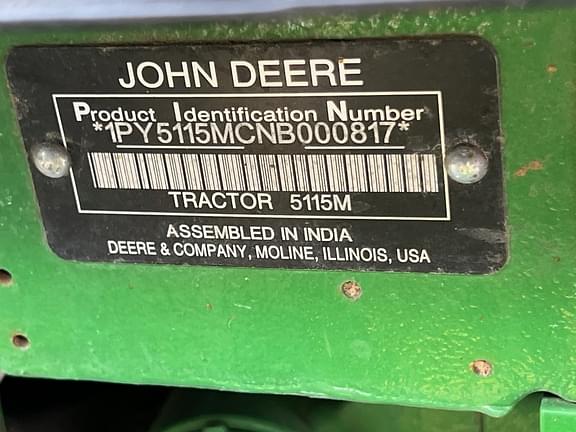 JOHN DEERE
Product Identification Number
*1PY5115MCNB000817*
TRACTOR 5115M
ASSEMBLED IN INDIA
DEERE & COMPANY, MOLINE, ILLINOIS, USA